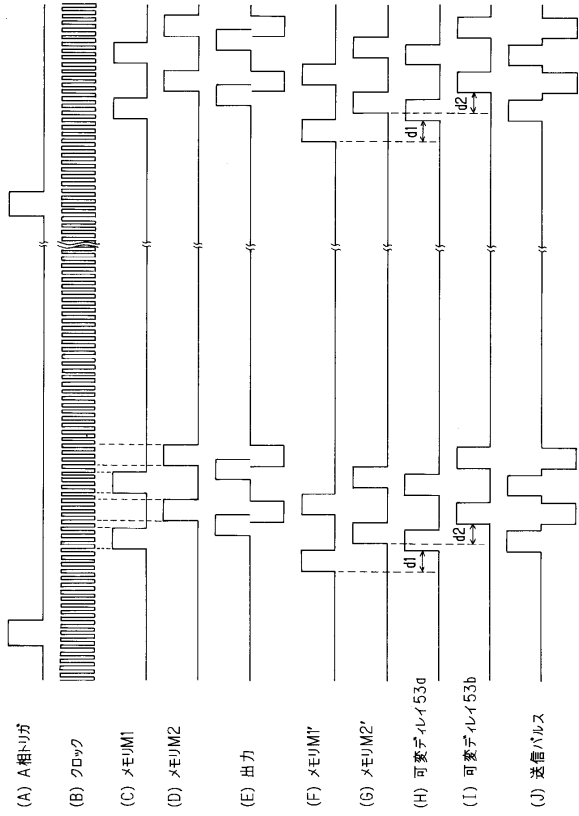 (A) A相トリガ
(B) クロック
(C) メモリM1
(D) メモリM2
(E) 出力
(F) メモリM1'
(G) メモリM2'
(H) 可変ディレイ53a
(I) 可変ディレイ53b
(J) 送信パルス
d1
d2
d1
d2